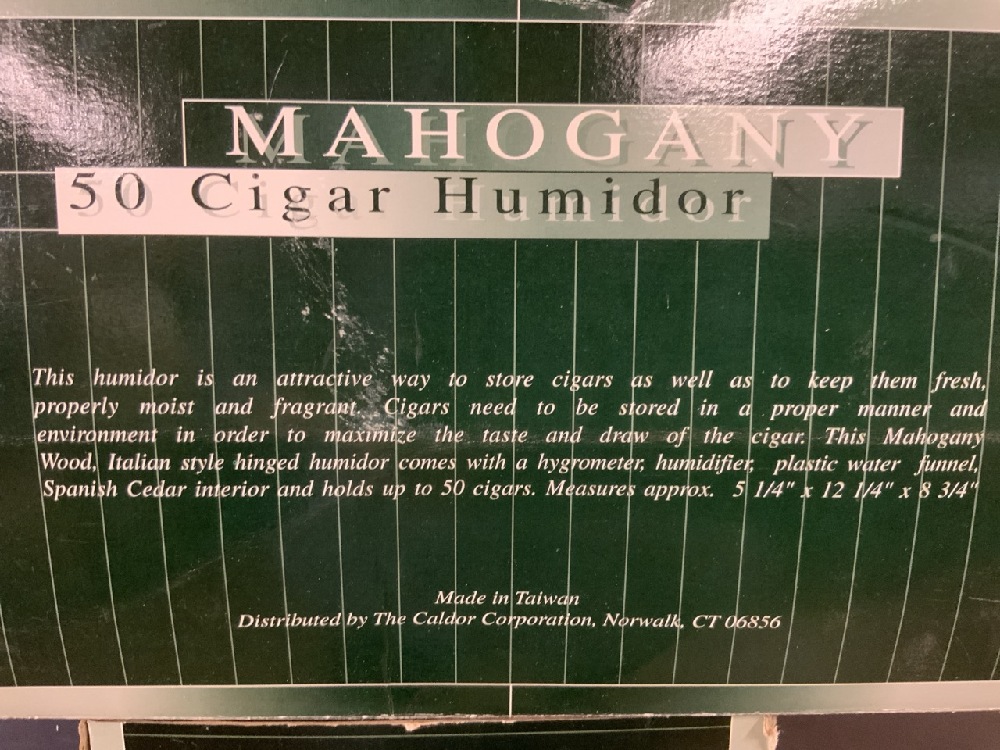 MAHOGANY
50 Cigar Humidor
This humidor is an attractive way to store cigars as well as to keep them fresh,
properly moist and fragrant. Cigars need to be stored in a proper manner and
environment in order to maximize the taste and draw of the cigar. This Mahogany
Wood, Italian style hinged humidor comes with a hygrometer, humidifier, plastic water funnel,
Spanish Cedar interior and holds up to 50 cigars. Measures approx. 5 1/4" x 12 1/4" x 8 3/4"
Made in Taiwan
Distributed by The Caldor Corporation, Norwalk, CT 06856